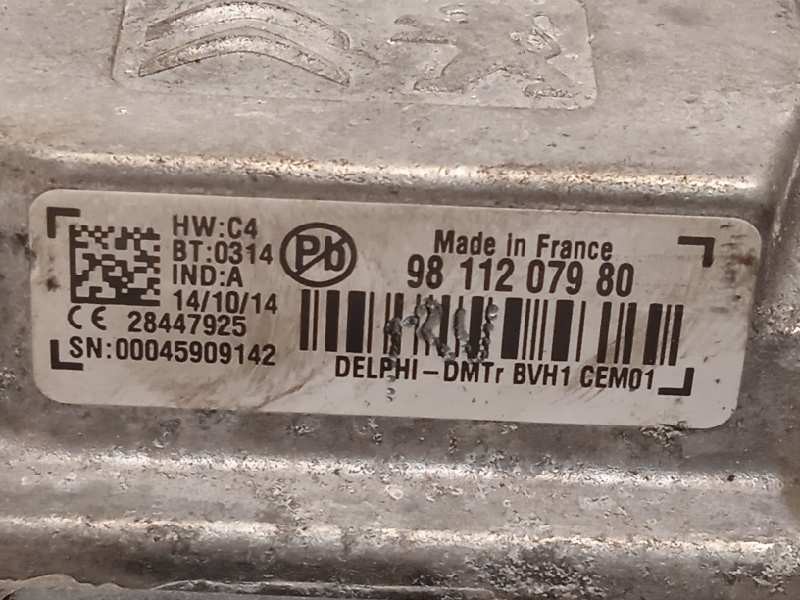 HW:C4
BT:0314
IND:A
14/10/14
CE 28447925
SN:00045909142
Pb
Made in France
98 112 079 80
DELPHI-DMTr BVH1 CEM01